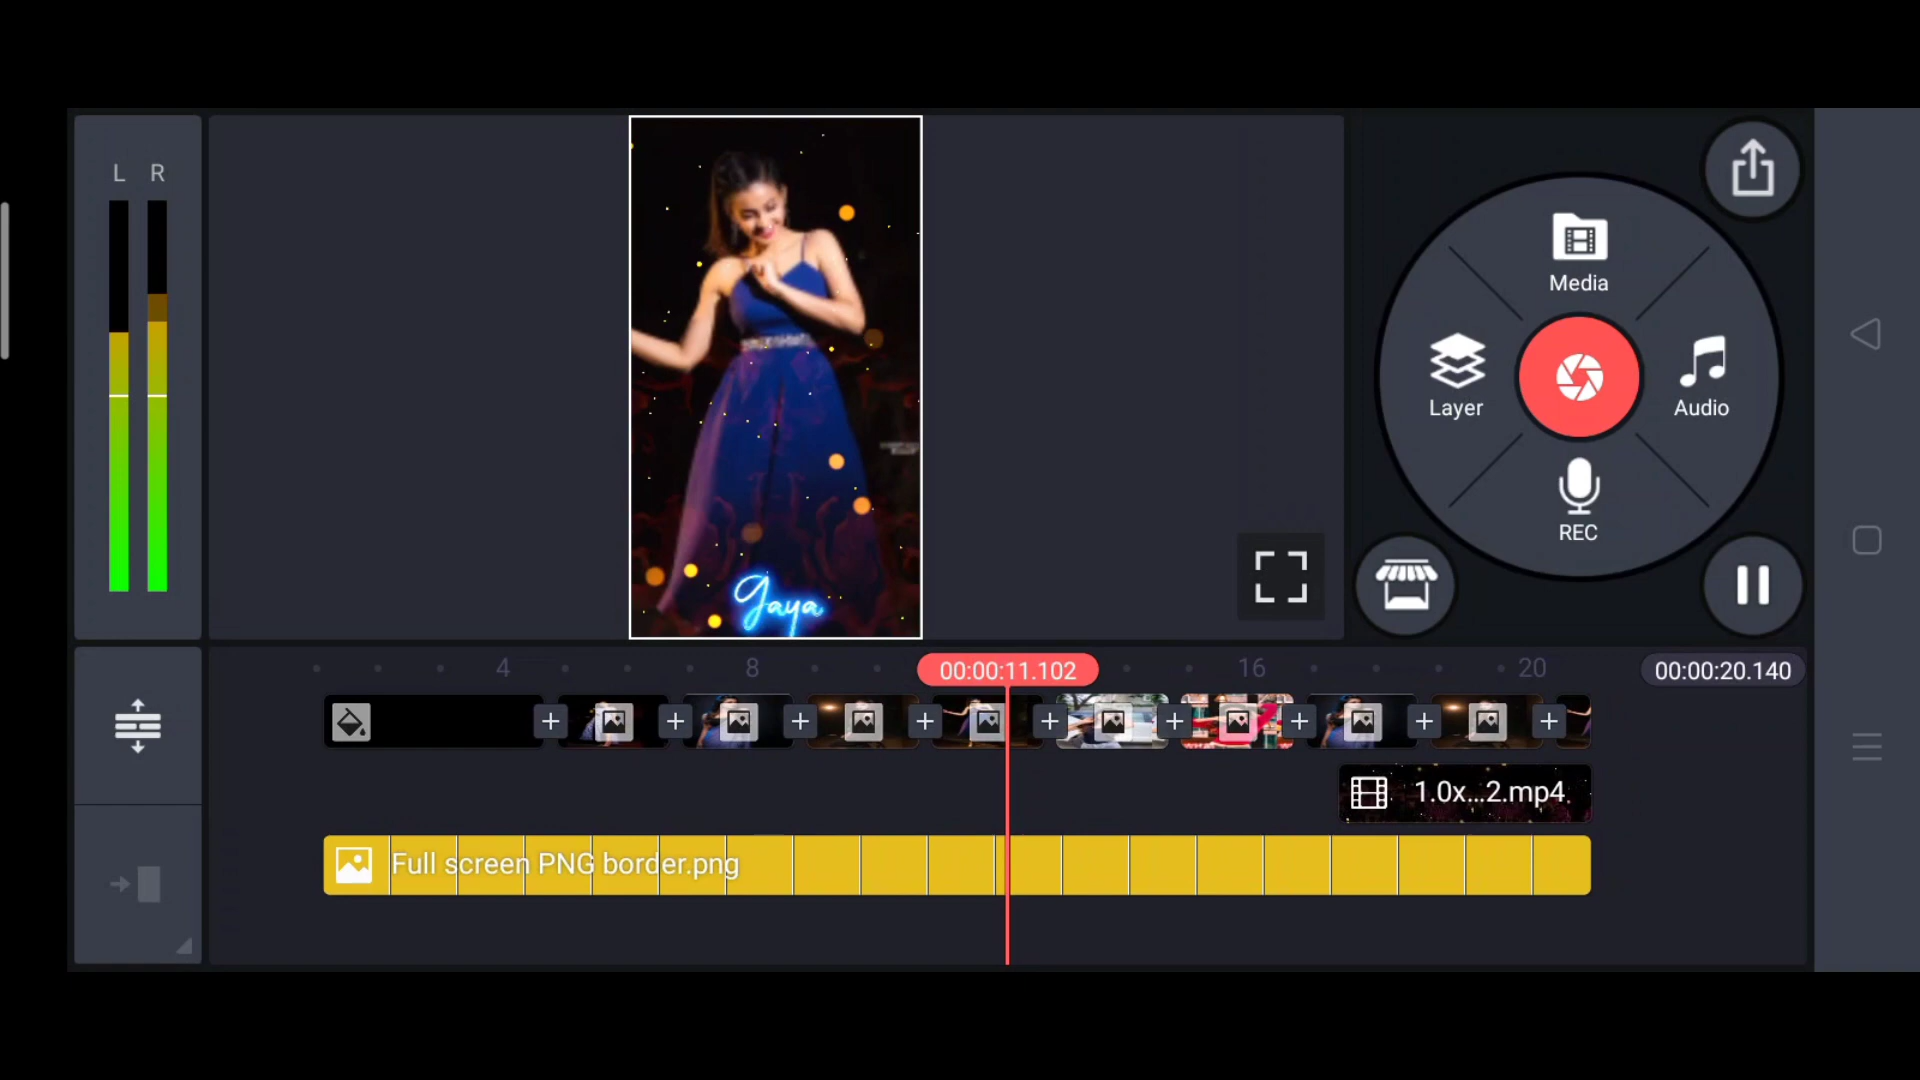 L R
Media
Layer
Audio
REC
Gaya
4 8 00:00:11.102 16 20 00:00:20.140
1.0x...2.mp4
Full screen PNG border.png